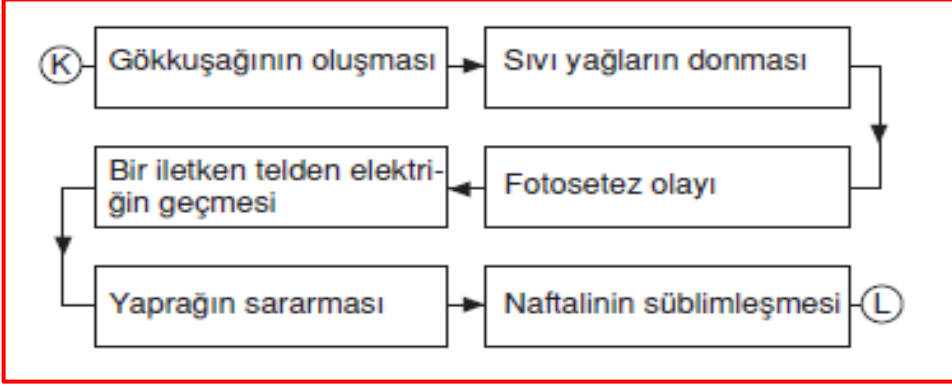 K
Gökkuşağının oluşması
Sıvı yağların donması
Fotosetez olayı
Bir iletken telden elektri-
ğin geçmesi
Yaprağın sararması
Naftalinin süblimleşmesi
L